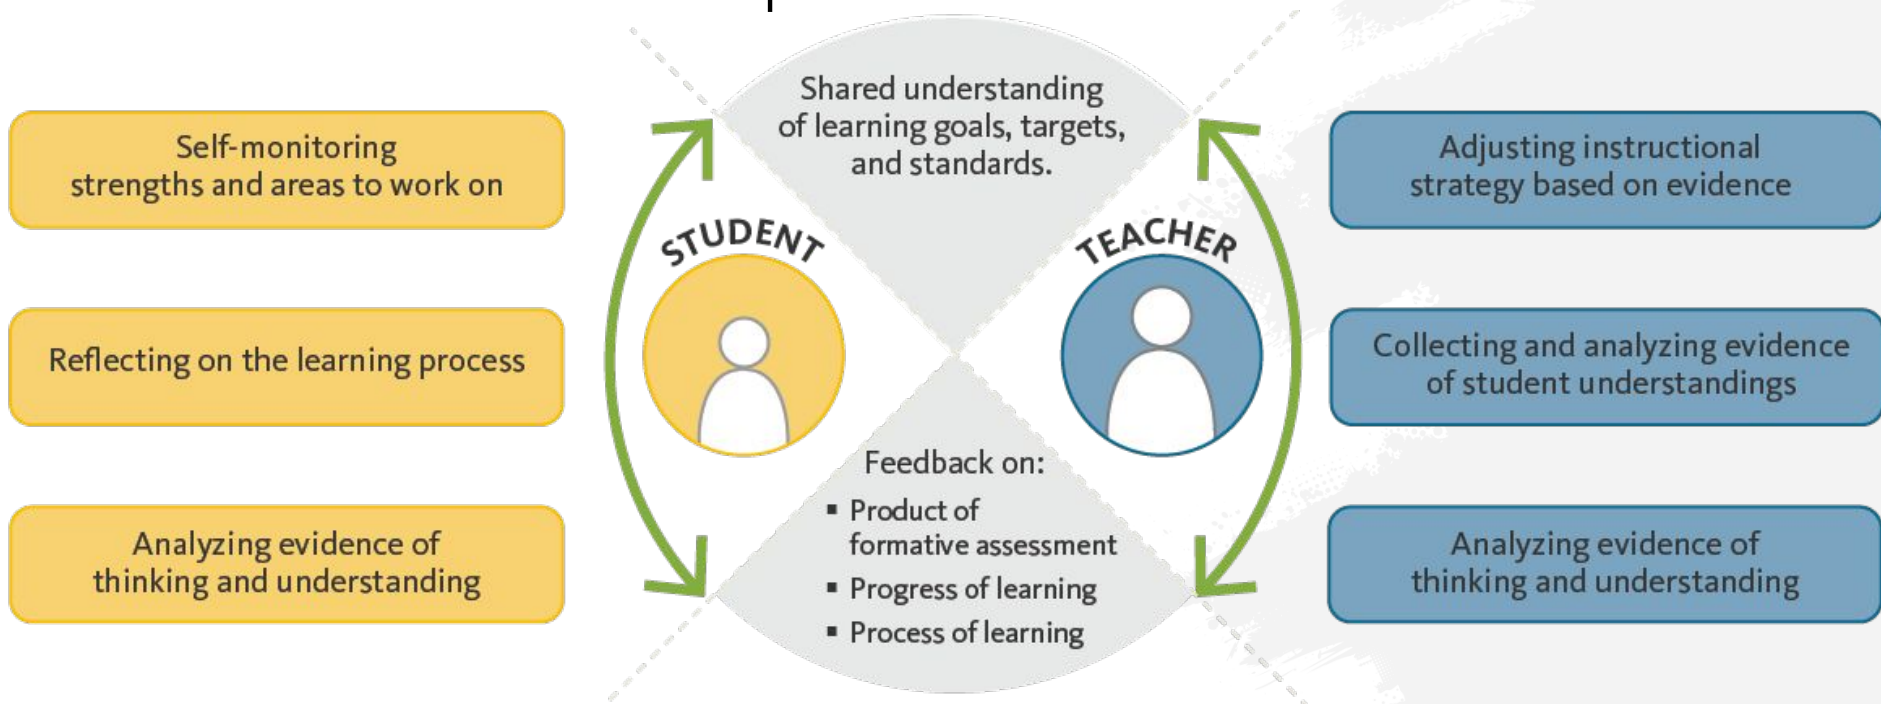 Shared understanding
of learning goals, targets,
and standards.
Self-monitoring
strengths and areas to work on
Reflecting on the learning process
Analyzing evidence of
thinking and understanding
STUDENT
TEACHER
Feedback on:
▪ Product of
formative assessment
▪ Progress of learning
▪ Process of learning
Adjusting instructional
strategy based on evidence
Collecting and analyzing evidence
of student understandings
Analyzing evidence of
thinking and understanding